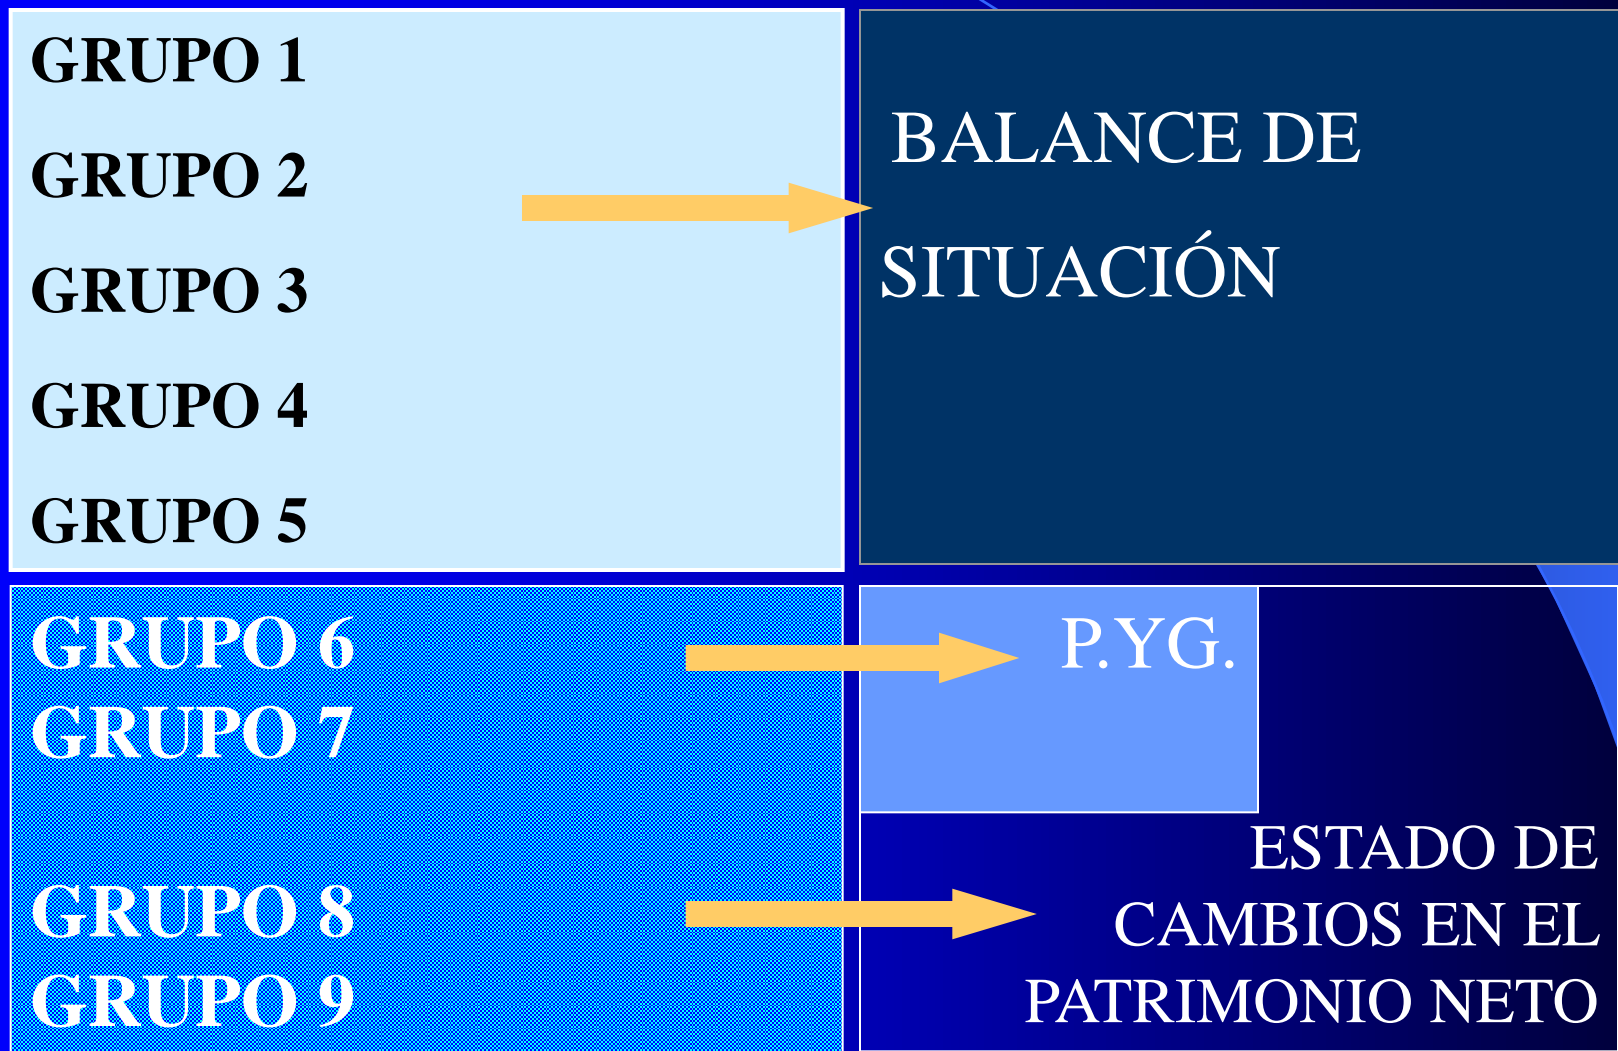 GRUPO 1
GRUPO 2
GRUPO 3
GRUPO 4
GRUPO 5
BALANCE DE
SITUACIÓN
GRUPO 6
GRUPO 7
GRUPO 8
GRUPO 9
P.YG.
ESTADO DE
CAMBIOS EN EL
PATRIMONIO NETO